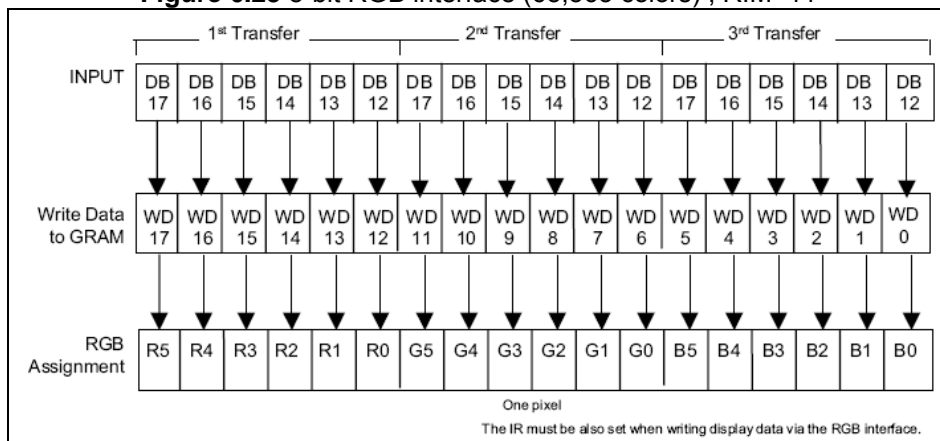 Figure bit RGB interface colors) , RIM
1st Transfer 2nd Transfer 3rd Transfer
INPUT DB DB DB DB DB DB DB DB DB DB DB DB DB DB DB DB DB DB
17 16 15 14 13 12 17 16 15 14 13 12 17 16 15 14 13 12
Write Data WD WD WD WD WD WD WD WD WD WD WD WD WD WD WD WD WD WD
to GRAM 17 16 15 14 13 12 11 10 9 8 7 6 5 4 3 2 1 0
RGB R5 R4 R3 R2 R1 R0 G5 G4 G3 G2 G1 G0 B5 B4 B3 B2 B1 B0
Assignment
One pixel
The IR must be also set when writing display data via the RGB interface.